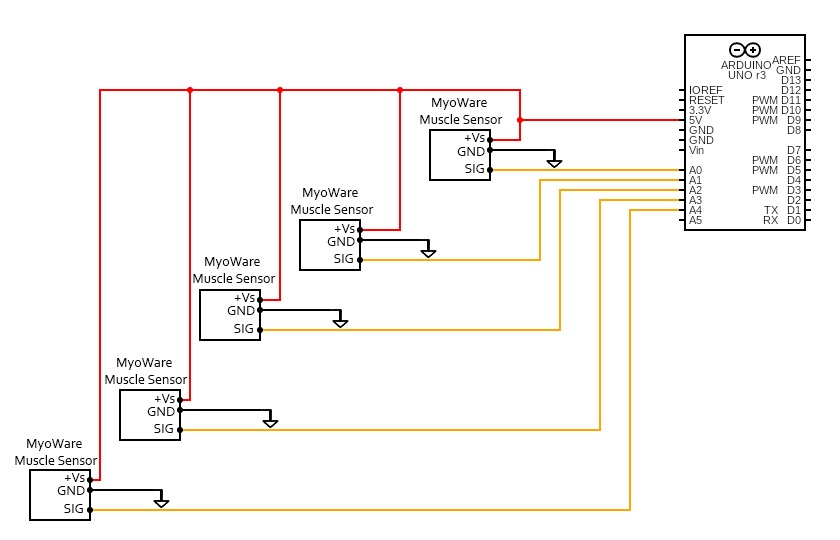 ARDUINO
UNO r3
AREF
GND
D13
IOREF
D12
RESET
PWM D11
3.3V
PWM D10
5V
PWM D9
GND
D8
GND
Vin
D7
PWM D6
A0
PWM D5
A1
D4
A2
PWM D3
A3
D2
A4
TX D1
A5
RX D0
MyoWare
Muscle Sensor
+Vs
GND
SIG
MyoWare
Muscle Sensor
+Vs
GND
SIG
MyoWare
Muscle Sensor
+Vs
GND
SIG
MyoWare
Muscle Sensor
+Vs
GND
SIG
MyoWare
Muscle Sensor
+Vs
GND
SIG